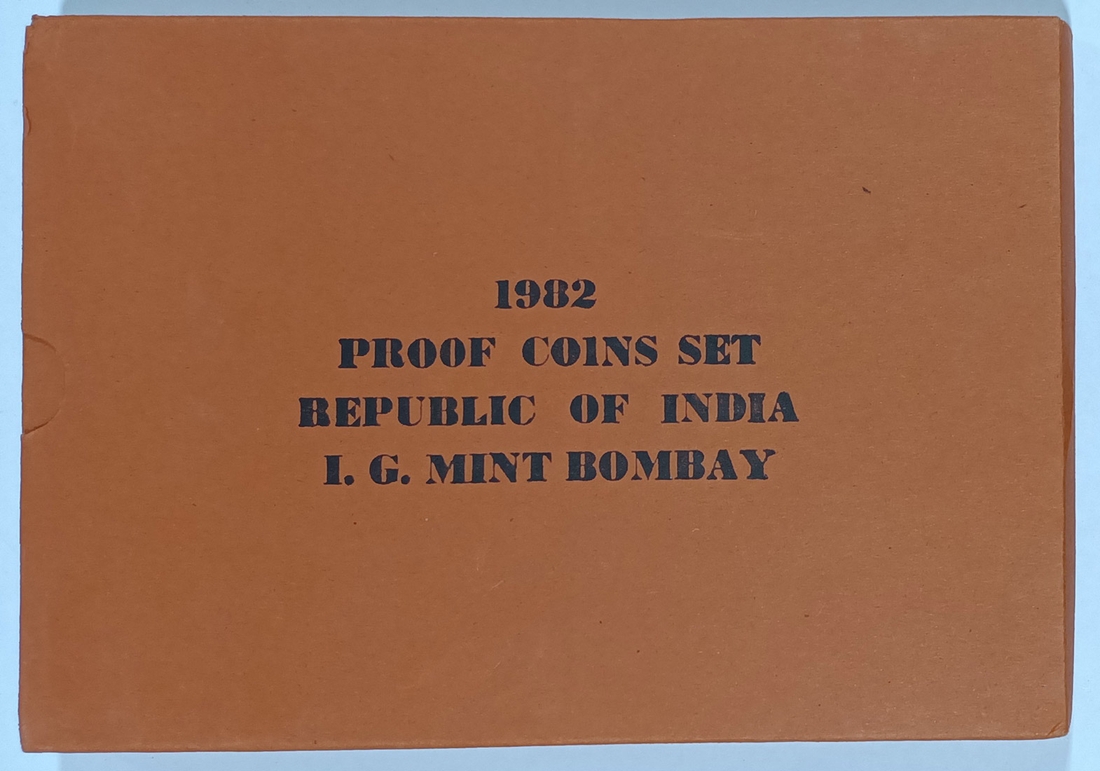 1982
PROOF COINS SET
REPUBLIC OF INDIA
I. G. MINT BOMBAY